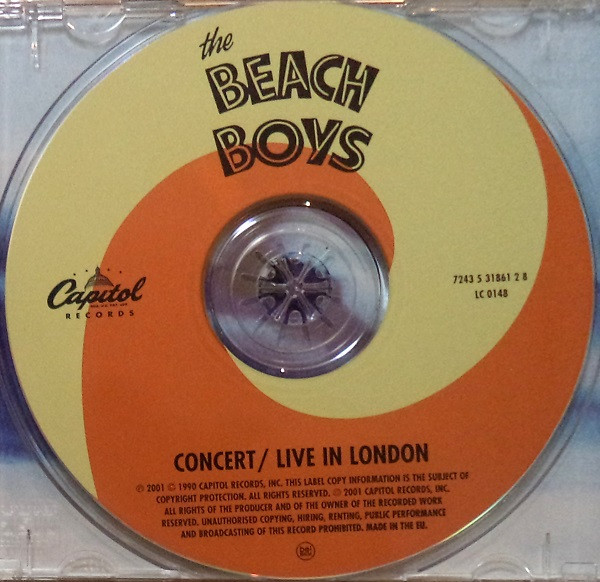 the
BEACH
BOYS
Capitol
RECORDS
7243 5 31861 2 8
LC 0148
CONCERT/ LIVE IN LONDON
℗ 2001 © 1990 CAPITOL RECORDS, INC. THIS LABEL COPY INFORMATION IS THE SUBJECT OF
COPYRIGHT PROTECTION. ALL RIGHTS RESERVED. © 2001 CAPITOL RECORDS, INC.
ALL RIGHTS OF THE PRODUCER AND OF THE OWNER OF THE RECORDED WORK
RESERVED. UNAUTHORISED COPYING, HIRING, RENTING, PUBLIC PERFORMANCE
AND BROADCASTING OF THIS RECORD PROHIBITED. MADE IN THE EU.